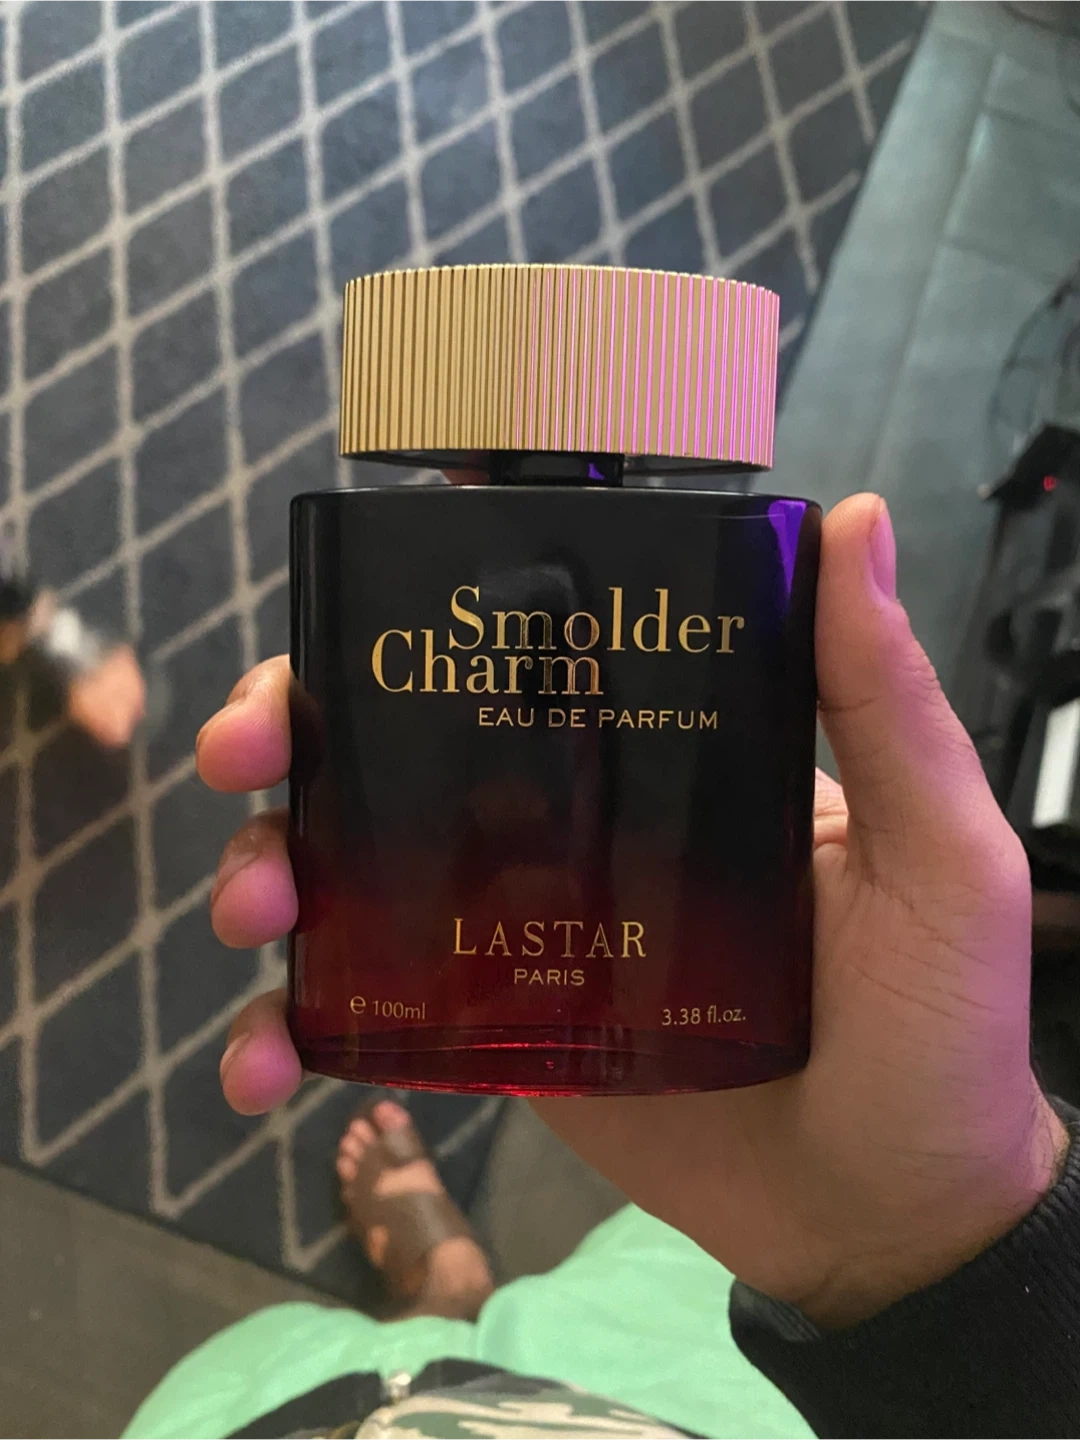 Smolder
Charm
EAU DE PARFUM
LASTAR
PARIS
℮ 100ml
3.38 fl.oz.